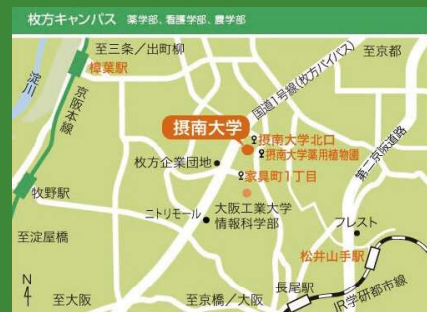 枚方キャンパス 薬学部、看護学部、農学部
至三条／出町柳
樟葉駅
淀川
京阪本線
国道1号線(枚方バイパス)
至京都
摂南大学
摂南大学北口
摂南大学薬用植物園
枚方企業団地
家具町1丁目
第二京阪道路
牧野駅
ニトリモール
大阪工業大学
情報科学部
フレスト
至淀屋橋
松井山手駅
N
至大阪
至京橋／大阪
長尾駅
JR学研都市線